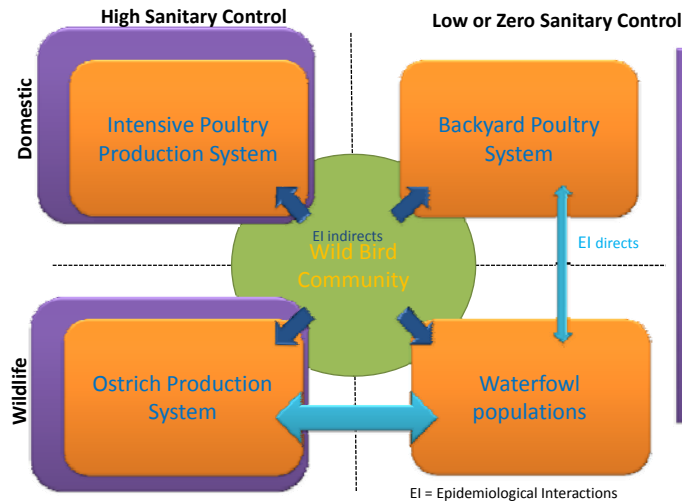 High Sanitary Control
Low or Zero Sanitary Control
Domestic
Intensive Poultry
Production System
Backyard Poultry
System
EI indirects
Wild Bird
Community
EI directs
Wildlife
Ostrich Production
System
Waterfowl
populations
EI = Epidemiological Interactions